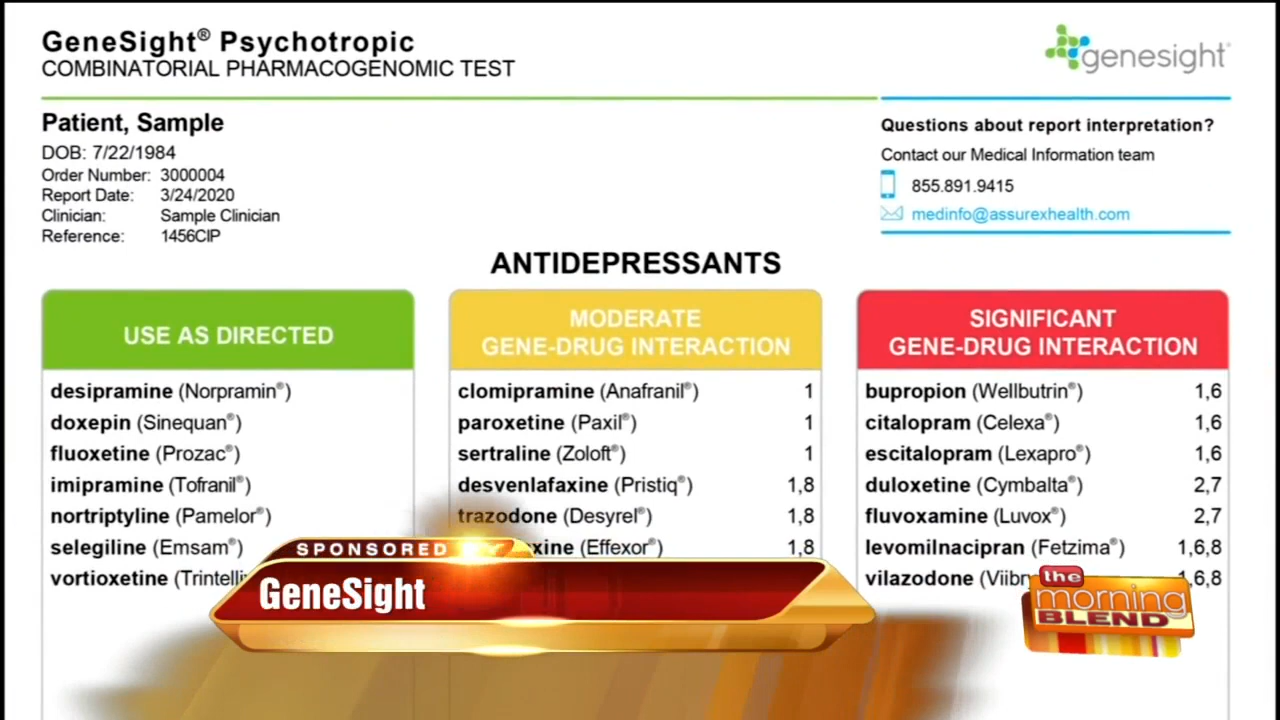 GeneSight® Psychotropic
COMBINATORIAL PHARMACOGENOMIC TEST
genesight®
Patient, Sample
DOB: 7/22/1984
Order Number: 3000004
Report Date: 3/24/2020
Clinician: Sample Clinician
Reference: 1456CIP
Questions about report interpretation?
Contact our Medical Information team
855.891.9415
medinfo@assurexhealth.com
ANTIDEPRESSANTS
USE AS DIRECTED
desipramine (Norpramin®)
doxepin (Sinequan®)
fluoxetine (Prozac®)
imipramine (Tofranil®)
nortriptyline (Pamelor®)
selegiline (Emsam®)
vortioxetine
MODERATE
GENE-DRUG INTERACTION
clomipramine (Anafranil®) 1
paroxetine (Paxil®) 1
sertraline (Zoloft®) 1
desvenlafaxine (Pristiq®) 1,8
trazodone (Desyrel®) 1,8
(Effexor®) 1,8
SIGNIFICANT
GENE-DRUG INTERACTION
bupropion (Wellbutrin®) 1,6
citalopram (Celexa®) 1,6
escitalopram (Lexapro®) 1,6
duloxetine (Cymbalta®) 2,7
fluvoxamine (Luvox®) 2,7
levomilnacipran (Fetzima®) 1,6,8
vilazodone 1,6,8
SPONSORED
GeneSight
the
morning
BLEND